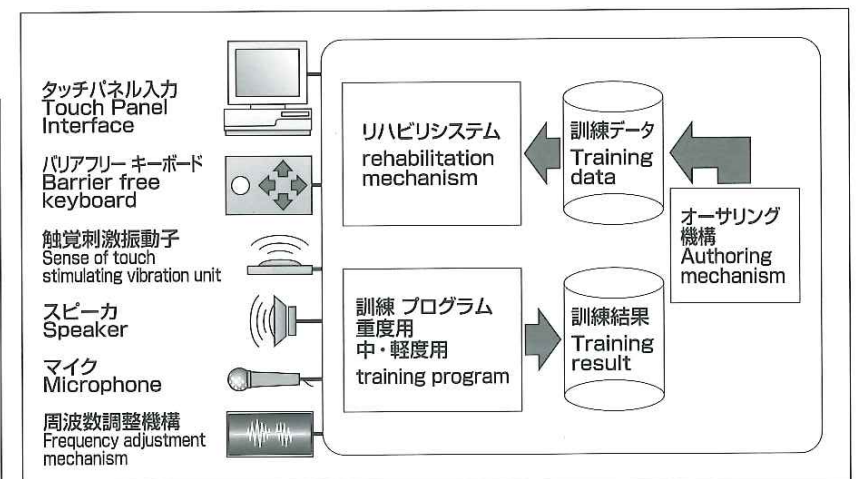 タッチパネル入力
Touch Panel
Interface
バリアフリー キーボード
Barrier free
keyboard
触覚刺激振動子
Sense of touch
stimulating vibration unit
スピーカ
Speaker
マイク
Microphone
周波数調整機構
Frequency adjustment
mechanism
リハビリシステム
rehabilitation
mechanism
訓練データ
Training
data
オーサリング
機構
Authoring
mechanism
訓練 プログラム
重度用
中・軽度用
training program
訓練結果
Training
result